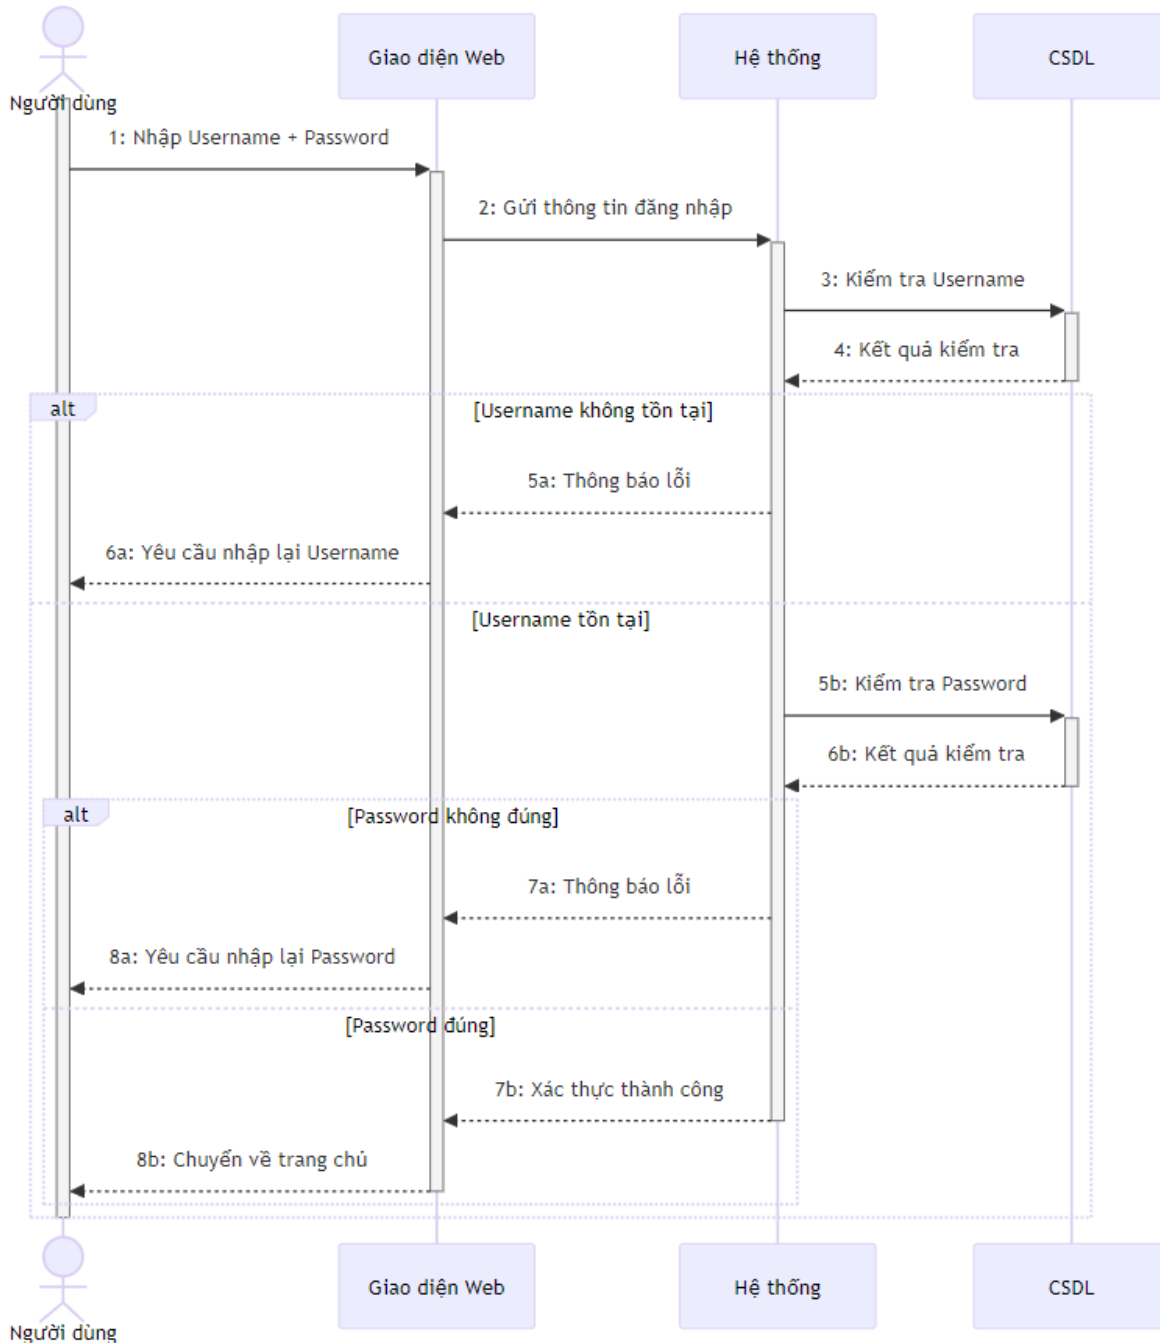 Giao diện Web
Hệ thống
CSDL
Người dùng
1: Nhập Username + Password
2: Gửi thông tin đăng nhập
3: Kiểm tra Username
4: Kết quả kiểm tra
alt
[Username không tồn tại]
5a: Thông báo lỗi
6a: Yêu cầu nhập lại Username
[Username tồn tại]
5b: Kiểm tra Password
6b: Kết quả kiểm tra
alt
[Password không đúng]
7a: Thông báo lỗi
8a: Yêu cầu nhập lại Password
[Password đúng]
7b: Xác thực thành công
8b: Chuyển về trang chủ
Giao diện Web
Hệ thống
CSDL
Người dùng